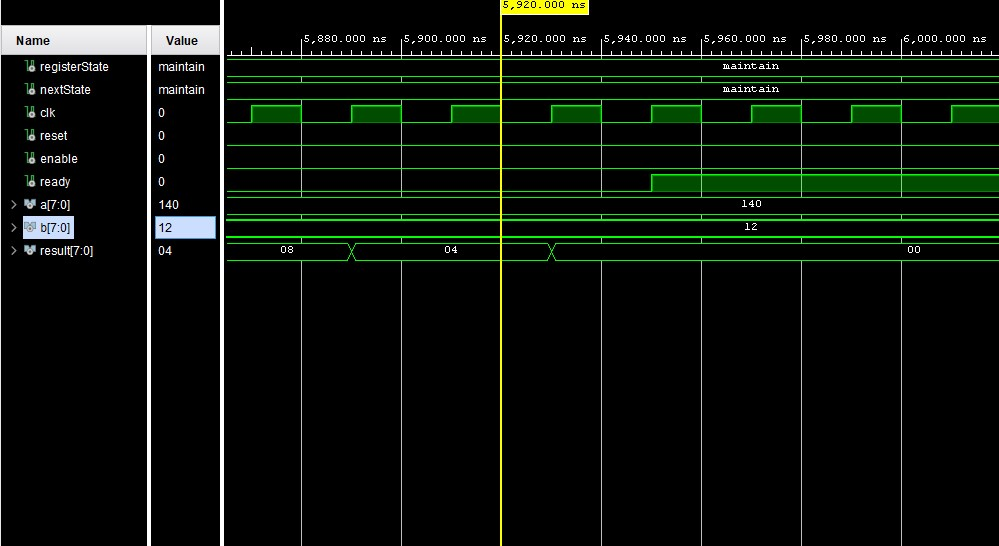 5,920.000 ns
Name Value
5,880.000 ns 5,900.000 ns 5,920.000 ns 5,940.000 ns 5,960.000 ns 5,980.000 ns 6,000.000 ns
registerState maintain maintain
nextState maintain maintain
clk 0
reset 0
enable 0
ready 0
a[7:0] 140 140
b[7:0] 12 12
result[7:0] 04 08 04 00